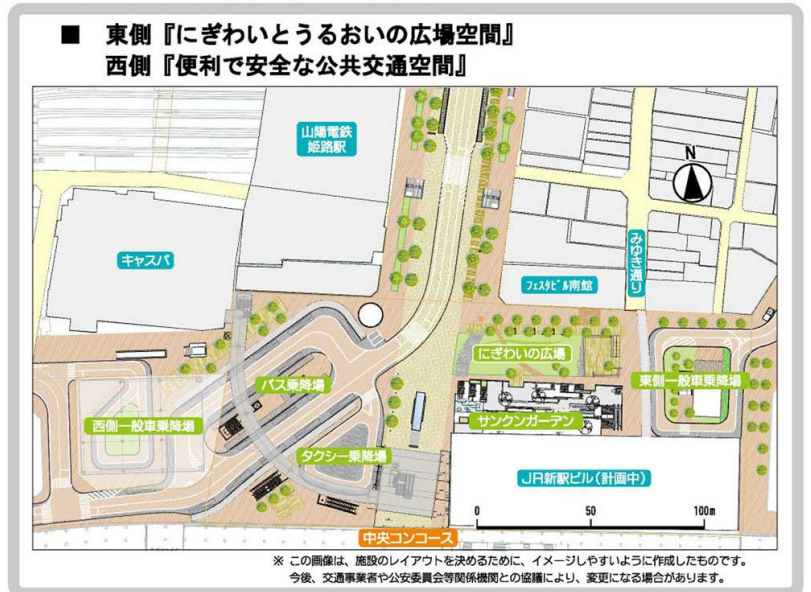 ■ 東側『にぎわいとうるおいの広場空間』
西側『便利で安全な公共交通空間』
山陽電鉄
姫路駅
N
キャスパ
フェスタビル南館
みゆき通り
にぎわいの広場
東側一般車乗降場
バス乗降場
西側一般車乗降場
サンクンガーデン
タクシー乗降場
JR新駅ビル(計画中)
0 50 100m
中央コンコース
※ この画像は、施設のレイアウトを決めるために、イメージしやすいように作成したものです。
今後、交通事業者や公安委員会等関係機関との協議により、変更になる場合があります。